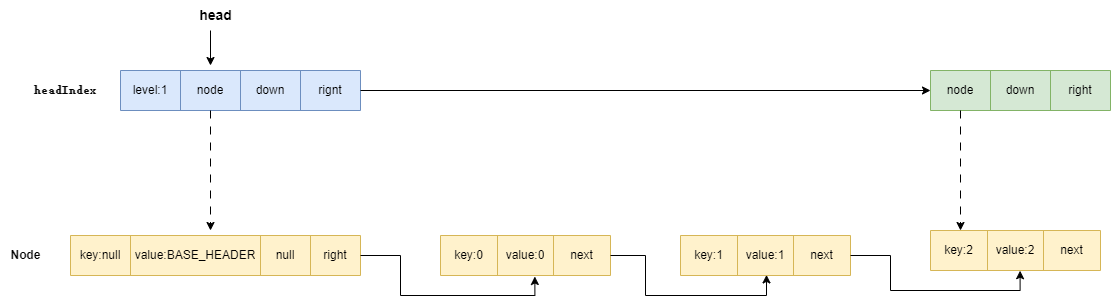 head
headIndex level:1 node down rignt node down right
Node key:null value:BASE_HEADER null right key:0 value:0 next key:1 value:1 next key:2 value:2 next